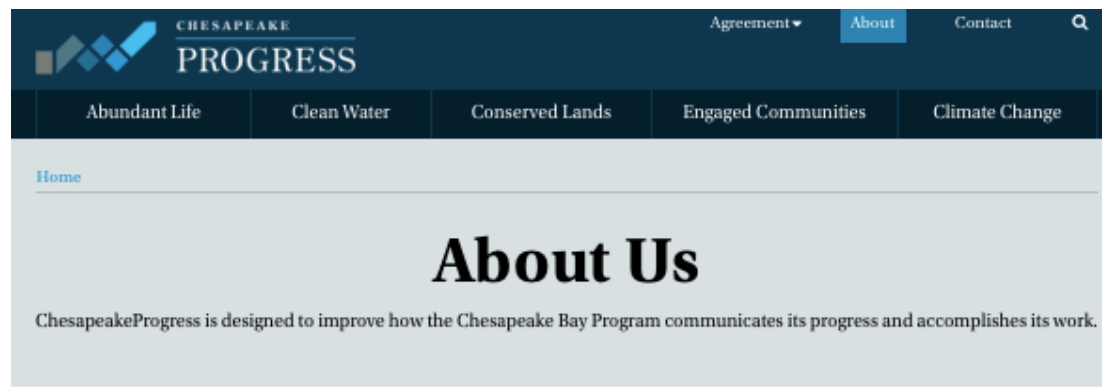 CHESAPEAKE
PROGRESS
Agreement About Contact
Abundant Life Clean Water Conserved Lands Engaged Communities Climate Change
Home
About Us
ChesapeakeProgress is designed to improve how the Chesapeake Bay Program communicates its progress and accomplishes its work.